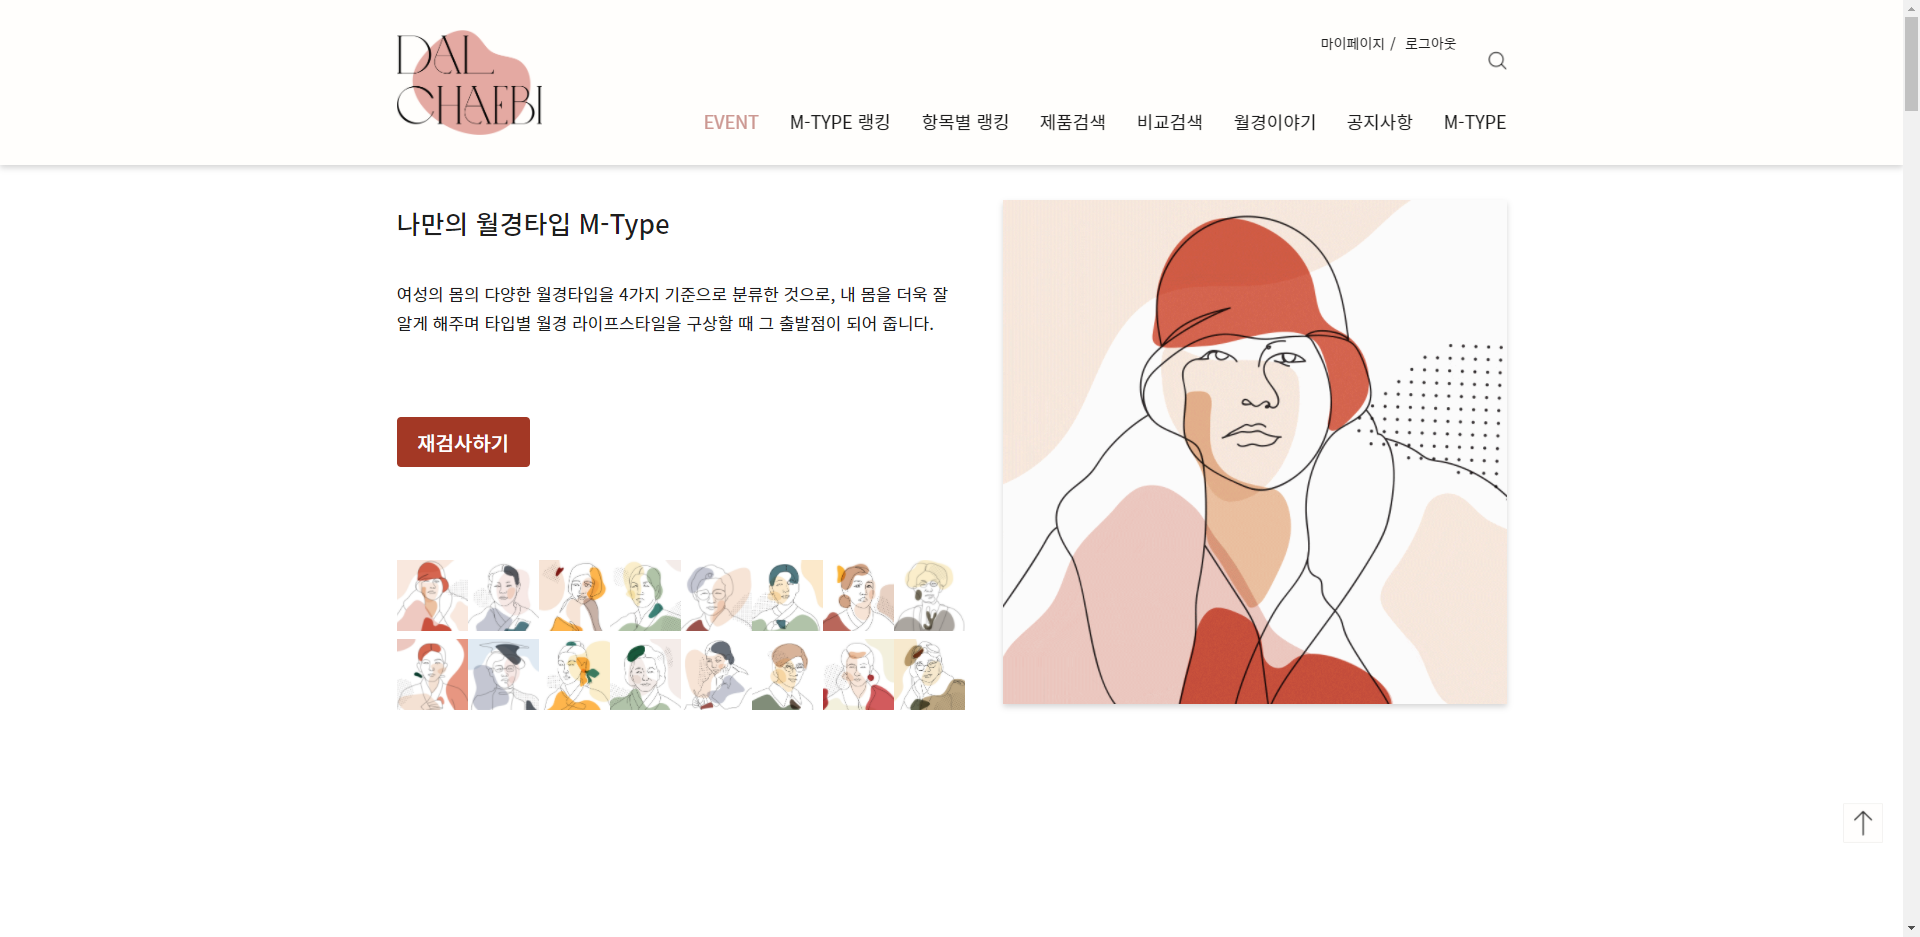 DAL
CHAEBI
마이페이지 / 로그아웃
EVENT M-TYPE 랭킹 항목별 랭킹 제품검색 비교검색 월경이야기 공지사항 M-TYPE
나만의 월경타입 M-Type
여성의 몸의 다양한 월경타입을 4가지 기준으로 분류한 것으로, 내 몸을 더욱 잘
알게 해주며 타입별 월경 라이프스타일을 구상할 때 그 출발점이 되어 줍니다.
재검사하기